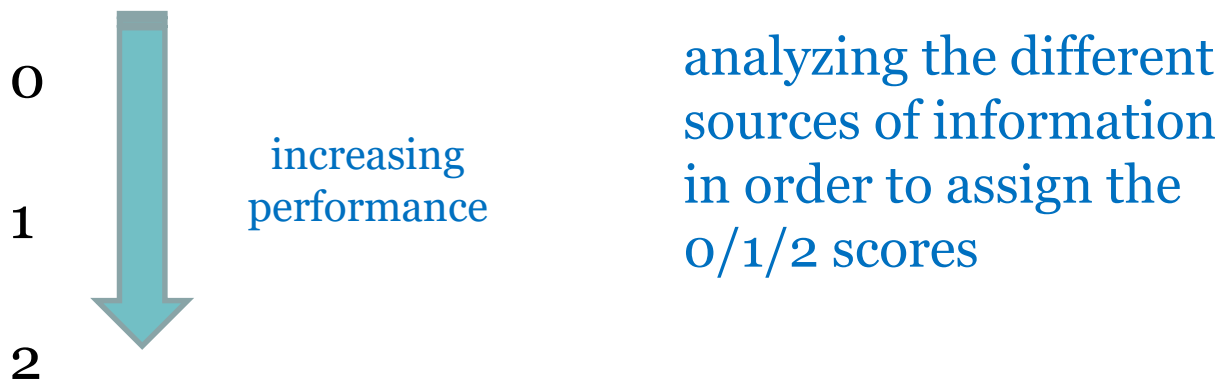 0
1
2
increasing
performance
analyzing the different
sources of information
in order to assign the
0/1/2 scores